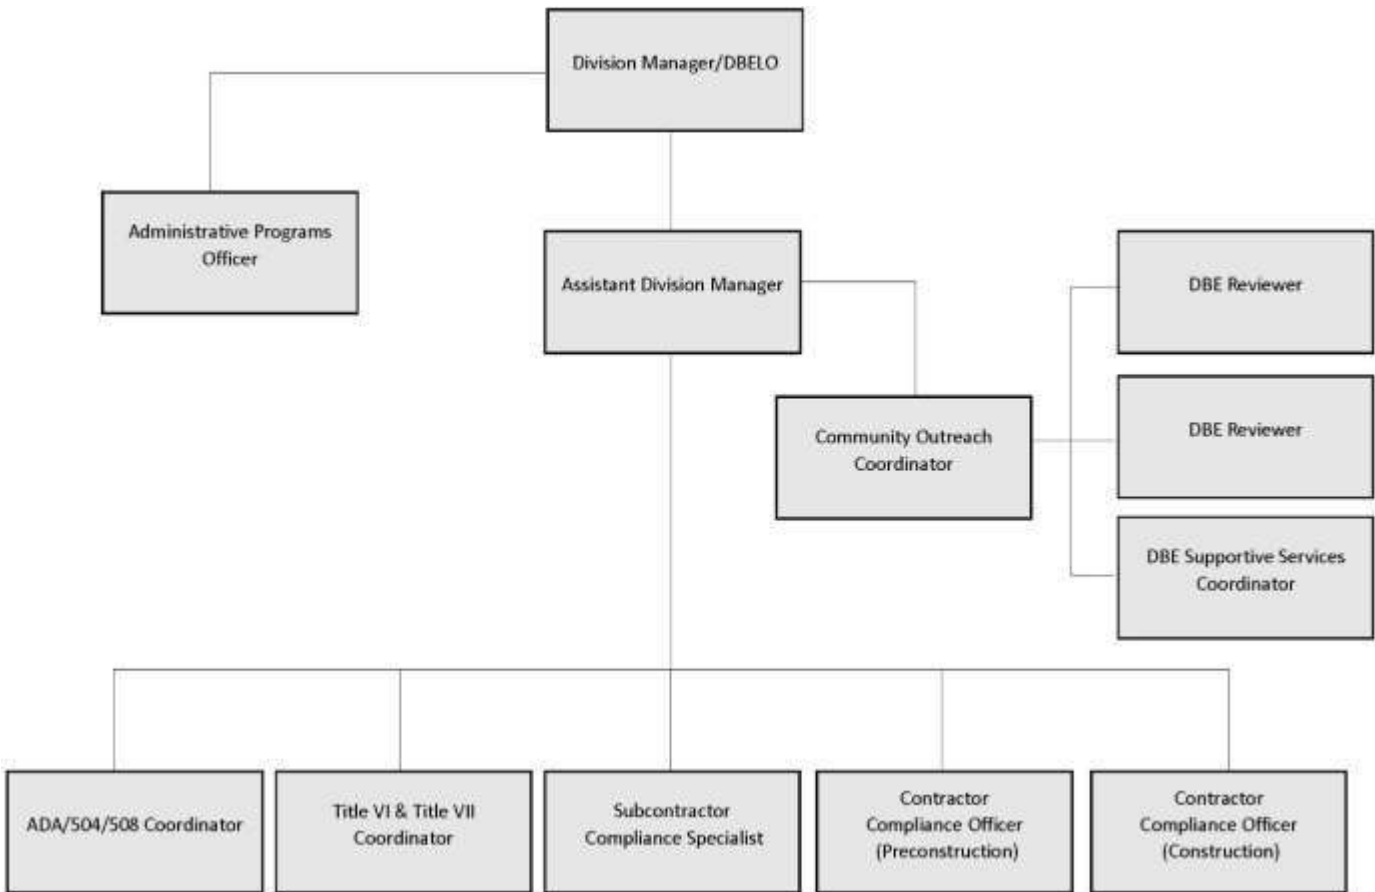 Division Manager/DBELO
Administrative Programs
Officer
Assistant Division Manager
DBE Reviewer
Community Outreach
Coordinator
DBE Reviewer
DBE Supportive Services
Coordinator
ADA/504/508 Coordinator
Title VI & Title VII
Coordinator
Subcontractor
Compliance Specialist
Contractor
Compliance Officer
(Preconstruction)
Contractor
Compliance Officer
(Construction)